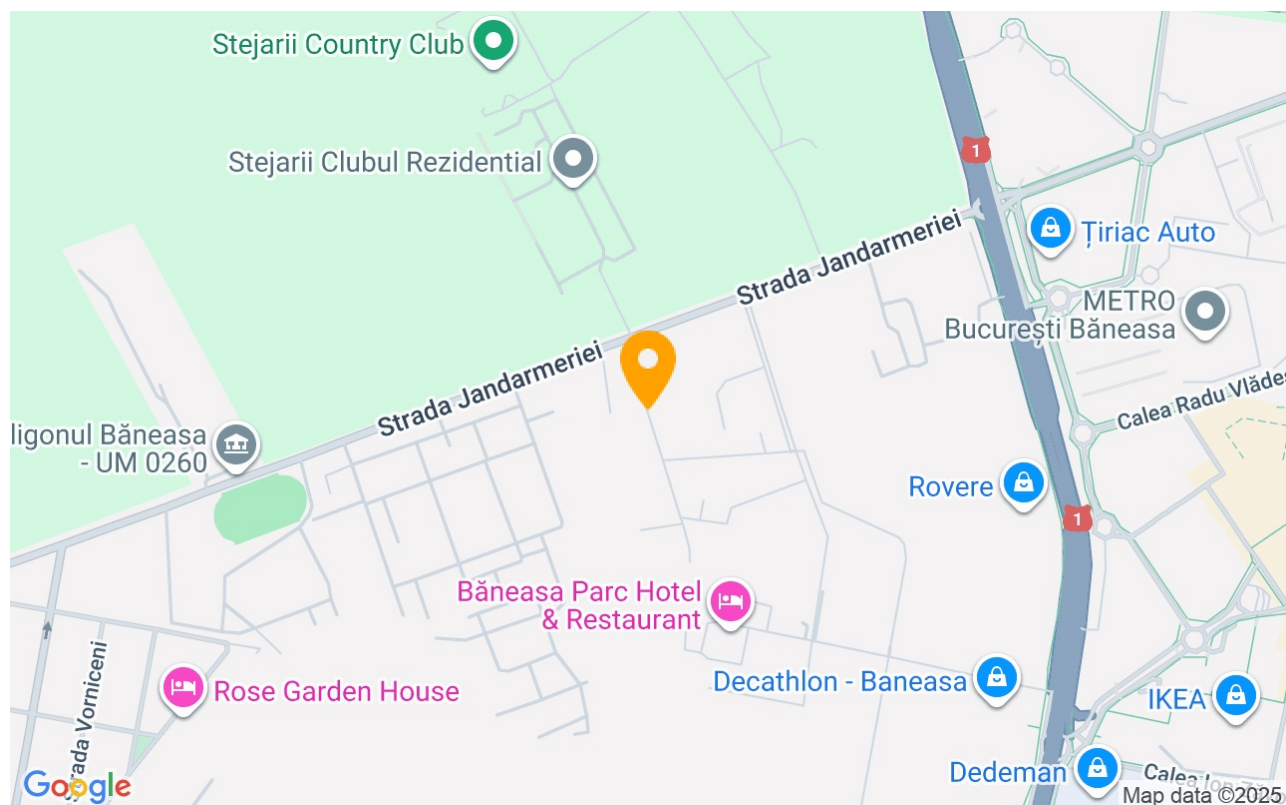 Stejarii Country Club
Stejarii Clubul Rezidential
1
Strada Jandarmeriei
Țiriac Auto
METRO
București Băneasa
Strada Jandarmeriei
Calea Radu Vlădes
ligonul Băneasa
- UM 0260
Rovere
1
Băneasa Parc Hotel
& Restaurant
Strada Vorniceni
Rose Garden House
Decathlon - Baneasa
IKEA
Dedeman
Calea Ion
Google
Map data ©2025